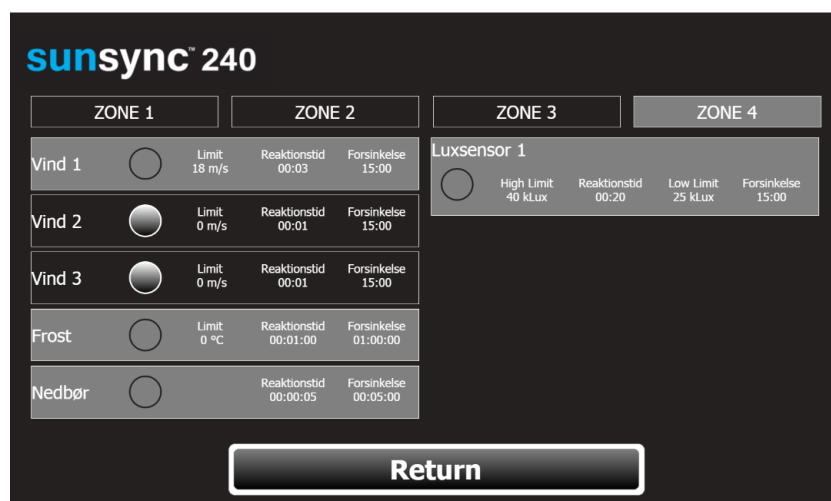 sunsync™ 240
ZONE 1 ZONE 2 ZONE 3 ZONE 4
Vind 1
Limit Reaktionstid Forsinkelse
18 m/s 00:03 15:00
Vind 2
Limit Reaktionstid Forsinkelse
0 m/s 00:01 15:00
Vind 3
Limit Reaktionstid Forsinkelse
0 m/s 00:01 15:00
Frost
Limit Reaktionstid Forsinkelse
0 °C 00:01:00 01:00:00
Nedbør
Reaktionstid Forsinkelse
00:00:05 00:05:00
Luxsensor 1
High Limit Reaktionstid Low Limit Forsinkelse
40 kLux 00:20 25 kLux 15:00
Return